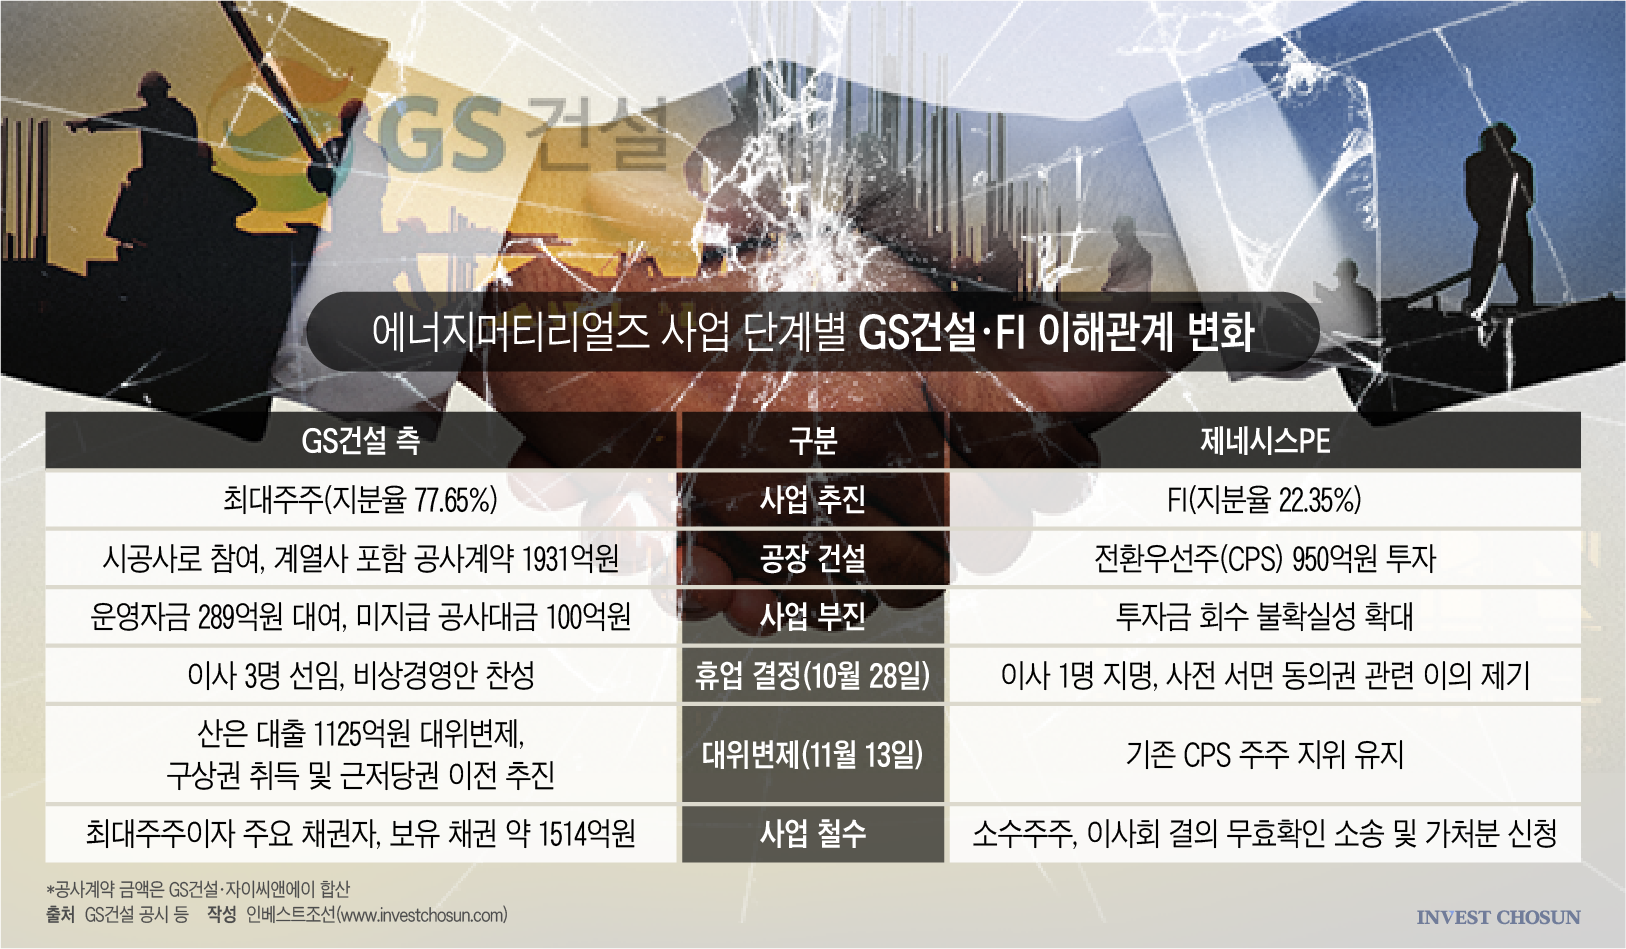 GS건설
에너지머티리얼즈 사업 단계별 GS건설·FI 이해관계 변화
GS건설 측 구분 제네시스PE
최대주주(지분율 77.65%) 사업 추진 FI(지분율 22.35%)
시공사로 참여, 계열사 포함 공사계약 1931억원 공장 건설 전환우선주(CPS) 950억원 투자
운영자금 289억원 대여, 미지급 공사대금 100억원 사업 부진 투자금 회수 불확실성 확대
이사 3명 선임, 비상경영안 찬성 휴업 결정(10월 28일) 이사 1명 지명, 사전 서면 동의권 관련 이의 제기
산은 대출 1125억원 대위변제,
구상권 취득 및 근저당권 이전 추진 대위변제(11월 13일) 기존 CPS 주주 지위 유지
최대주주이자 주요 채권자, 보유 채권 약 1514억원 사업 철수 소수주주, 이사회 결의 무효확인 소송 및 가처분 신청
*공사계약 금액은 GS건설·자이씨앤에이 합산
출처 GS건설 공시 등 작성 인베스트조선(www.investchosun.com)
INVEST CHOSUN